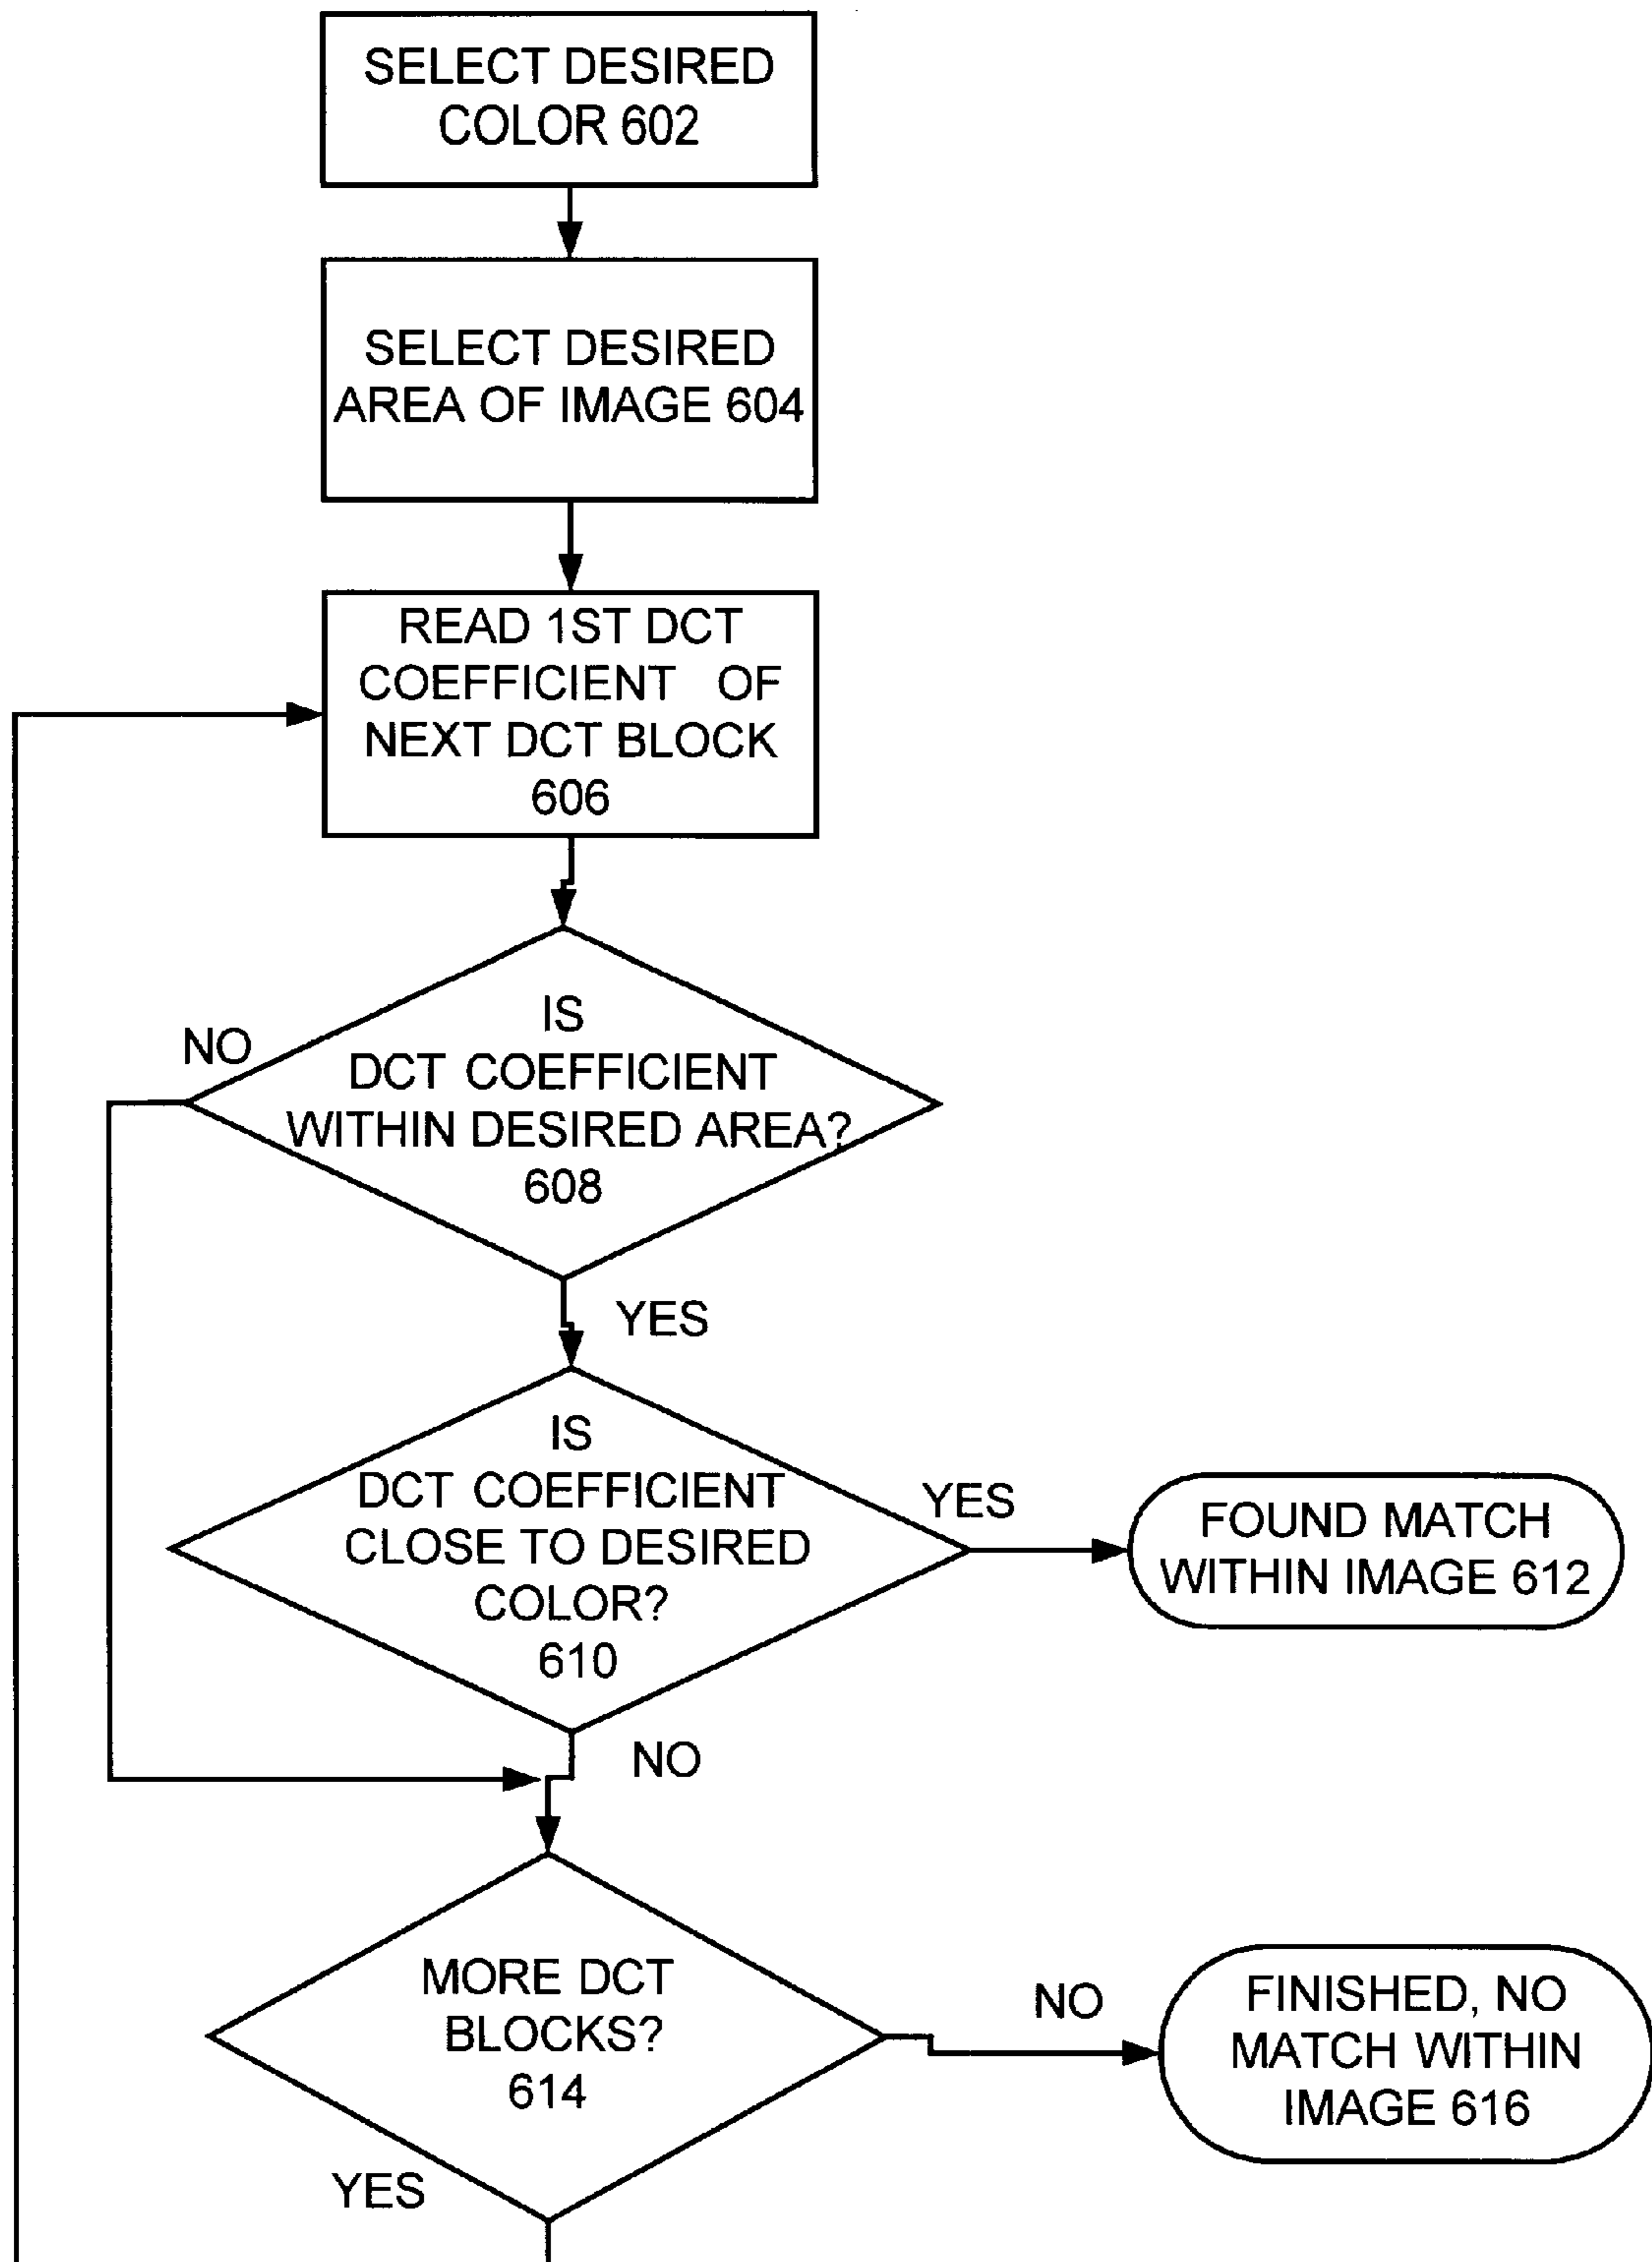 SELECT DESIRED
COLOR 602
SELECT DESIRED
AREA OF IMAGE 604
READ 1ST DCT
COEFFICIENT OF
NEXT DCT BLOCK
606
NO
IS
DCT COEFFICIENT
WITHIN DESIRED AREA?
608
YES
IS
DCT COEFFICIENT
CLOSE TO DESIRED
COLOR?
610
YES
FOUND MATCH
WITHIN IMAGE 612
NO
MORE DCT
BLOCKS?
614
NO
FINISHED, NO
MATCH WITHIN
IMAGE 616
YES